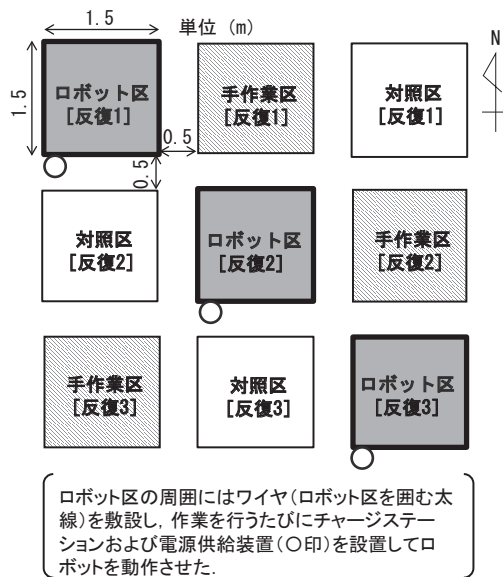 1.5
単位 (m)
N
1.5
ロボット区
[反復1]
手作業区
[反復1]
対照区
[反復1]
0.5
0.5
対照区
[反復2]
ロボット区
[反復2]
手作業区
[反復2]
手作業区
[反復3]
対照区
[反復3]
ロボット区
[反復3]
ロボット区の周囲にはワイヤ(ロボット区を囲む太
線)を敷設し，作業を行うたびにチャージステー
ションおよび電源供給装置(〇印)を設置してロ
ボットを動作させた.